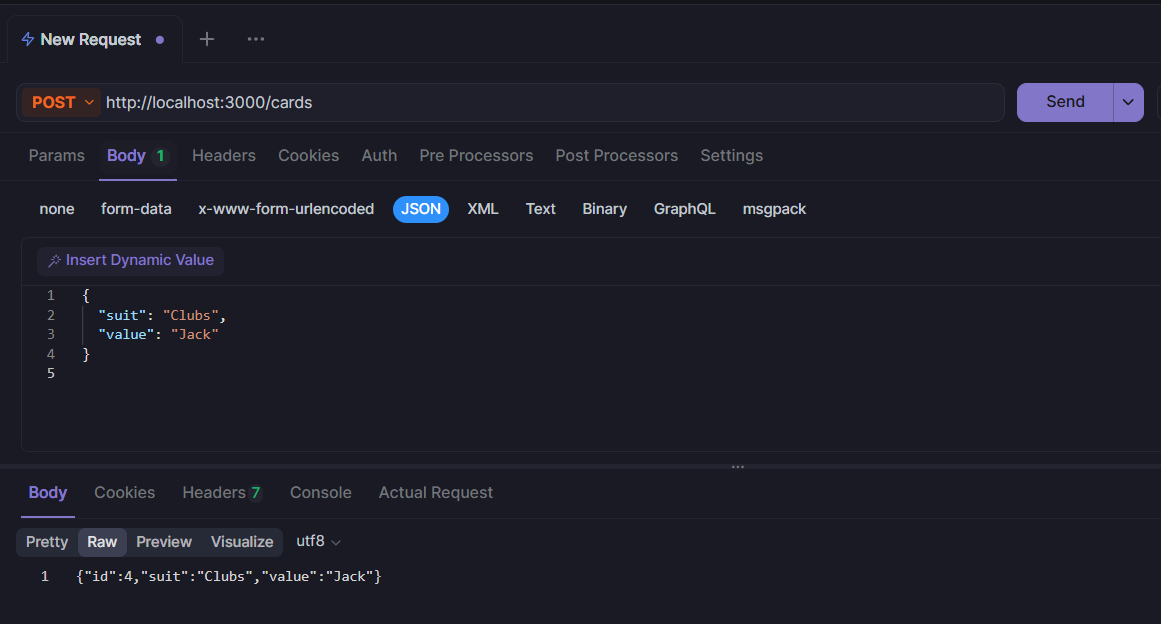 New Request
POST http://localhost:3000/cards Send
Params Body 1 Headers Cookies Auth Pre Processors Post Processors Settings
none form-data x-www-form-urlencoded JSON XML Text Binary GraphQL msgpack
Insert Dynamic Value
1 {
2 "suit": "Clubs",
3 "value": "Jack"
4 }
5
Body Cookies Headers 7 Console Actual Request
Pretty Raw Preview Visualize utf8
1 {"id":4,"suit":"Clubs","value":"Jack"}